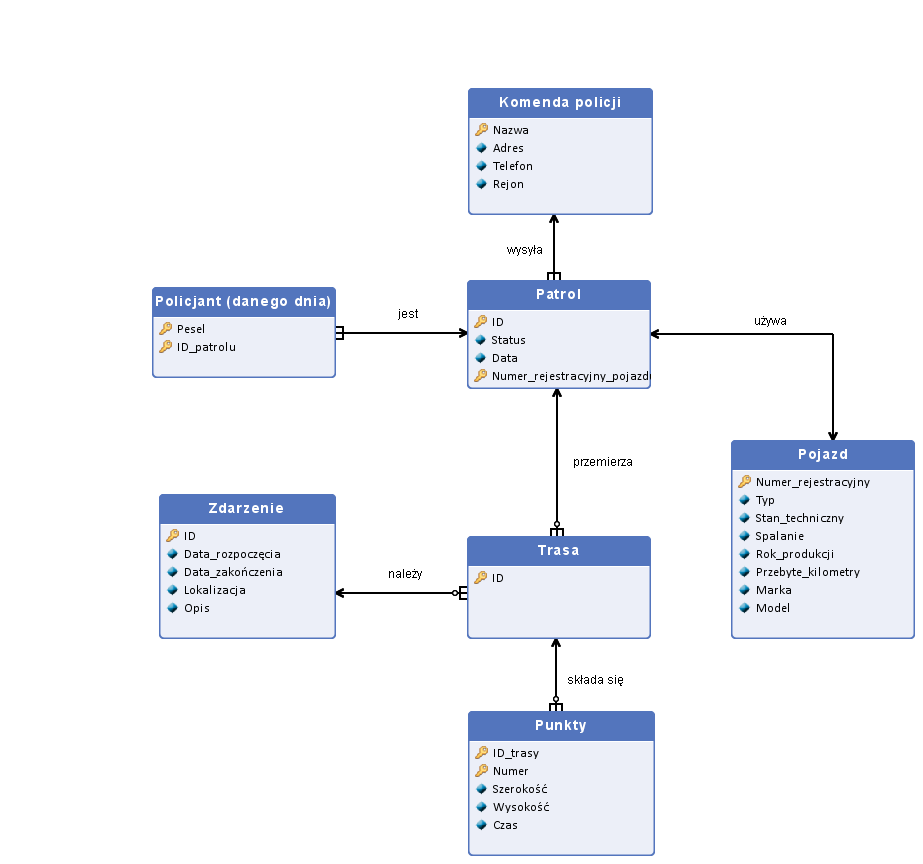 Komenda policji
Nazwa
Adres
Telefon
Rejon
wysyła
Policjant (danego dnia)
Pesel
ID_patrolu
jest
Patrol
ID
Status
Data
Numer_rejestracyjny_pojazd
używa
przemierza
Pojazd
Numer_rejestracyjny
Typ
Stan_techniczny
Spalanie
Rok_produkcji
Przebyte_kilometry
Marka
Model
Zdarzenie
ID
Data_rozpoczęcia
Data_zakończenia
Lokalizacja
Opis
należy
Trasa
ID
składa się
Punkty
ID_trasy
Numer
Szerokość
Wysokość
Czas